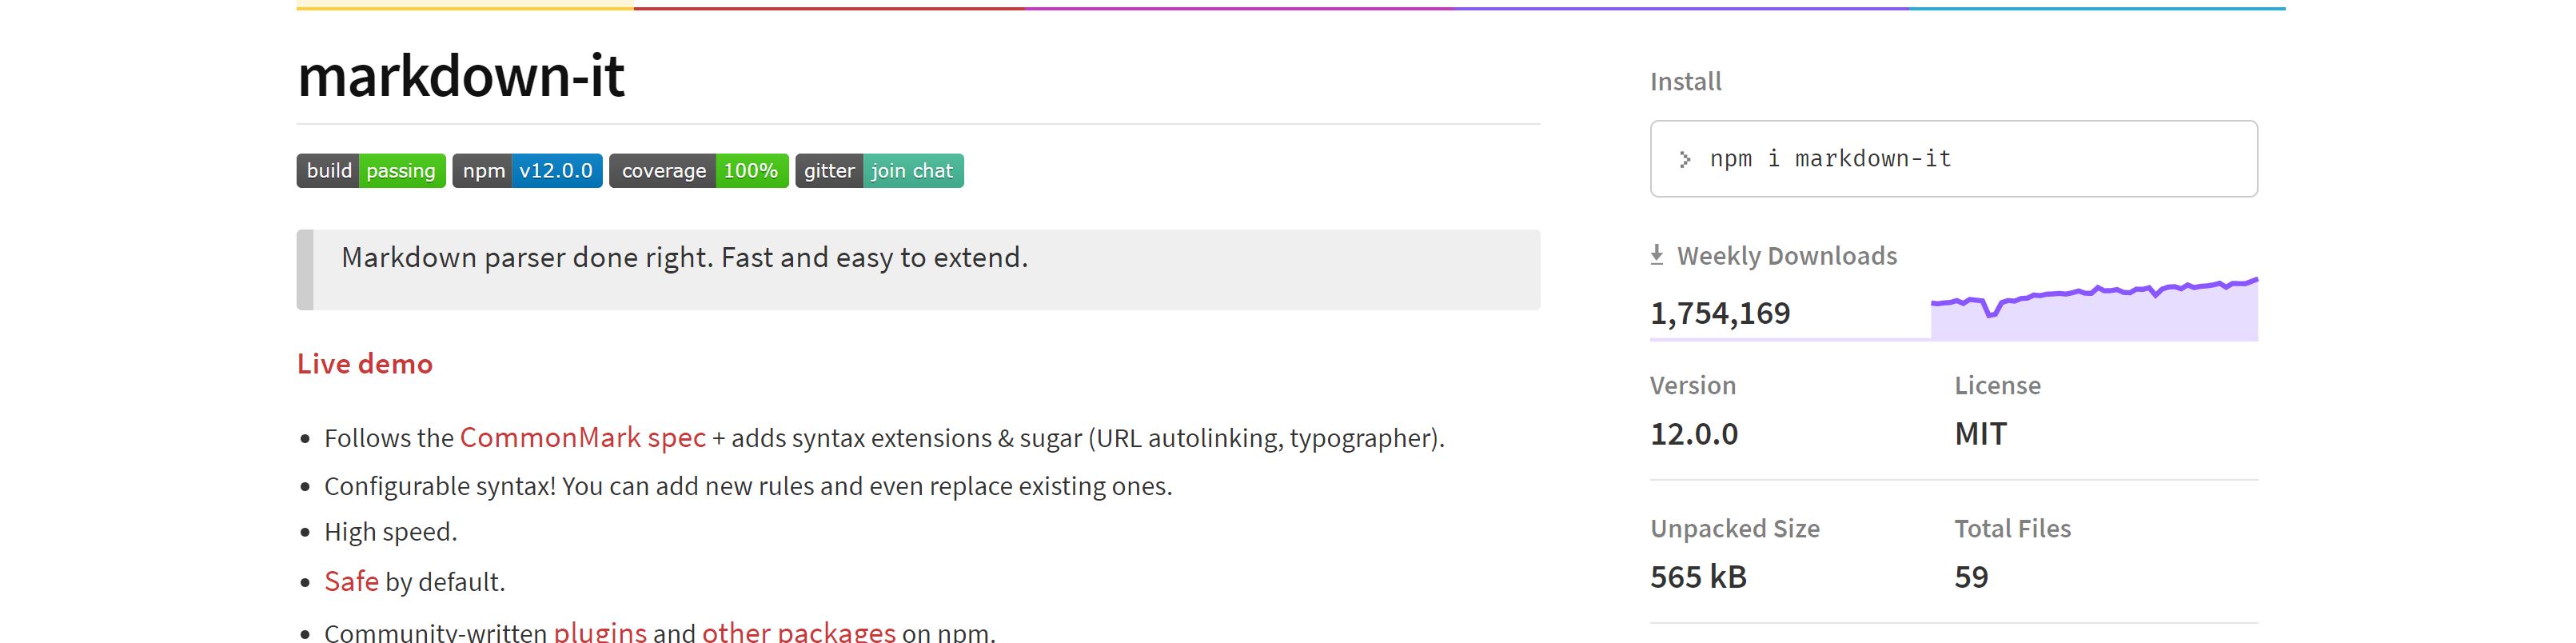 markdown-it
build passing npm v12.0.0 coverage 100% gitter join chat
Markdown parser done right. Fast and easy to extend.
Live demo
Follows the CommonMark spec + adds syntax extensions & sugar (URL autolinking, typographer).
Configurable syntax! You can add new rules and even replace existing ones.
High speed.
Safe by default.
Community-written plugins and other packages on npm.
Install
npm i markdown-it
Weekly Downloads
1,754,169
Version License
12.0.0 MIT
Unpacked Size Total Files
565 kB 59